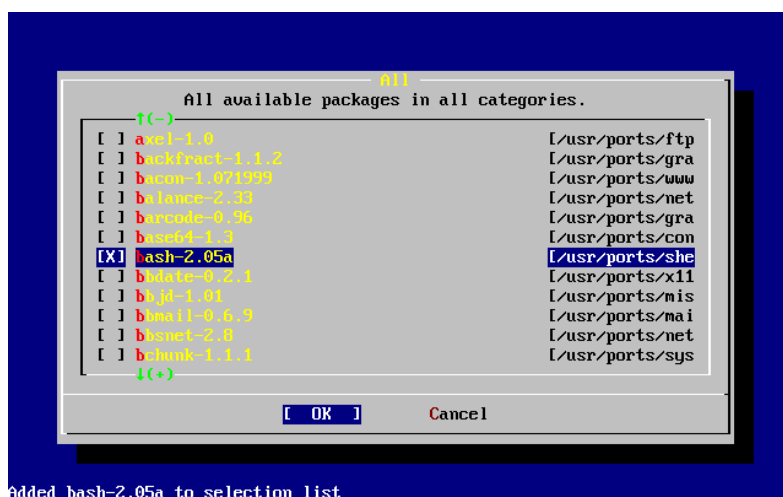 All
All available packages in all categories.
↑(-)
[ ] axel-1.0 [/usr/ports/ftp
[ ] backfract-1.1.2 [/usr/ports/gra
[ ] bacon-1.071999 [/usr/ports/www
[ ] balance-2.33 [/usr/ports/net
[ ] barcode-0.96 [/usr/ports/gra
[ ] base64-1.3 [/usr/ports/con
[X] bash-2.05a [/usr/ports/she
[ ] bbdate-0.2.1 [/usr/ports/x11
[ ] bbjd-1.01 [/usr/ports/mis
[ ] bbmail-0.6.9 [/usr/ports/mai
[ ] bbsnet-2.8 [/usr/ports/net
[ ] bchunk-1.1.1 [/usr/ports/sys
↓(+)
[ OK ] Cancel
Added bash-2.05a to selection list